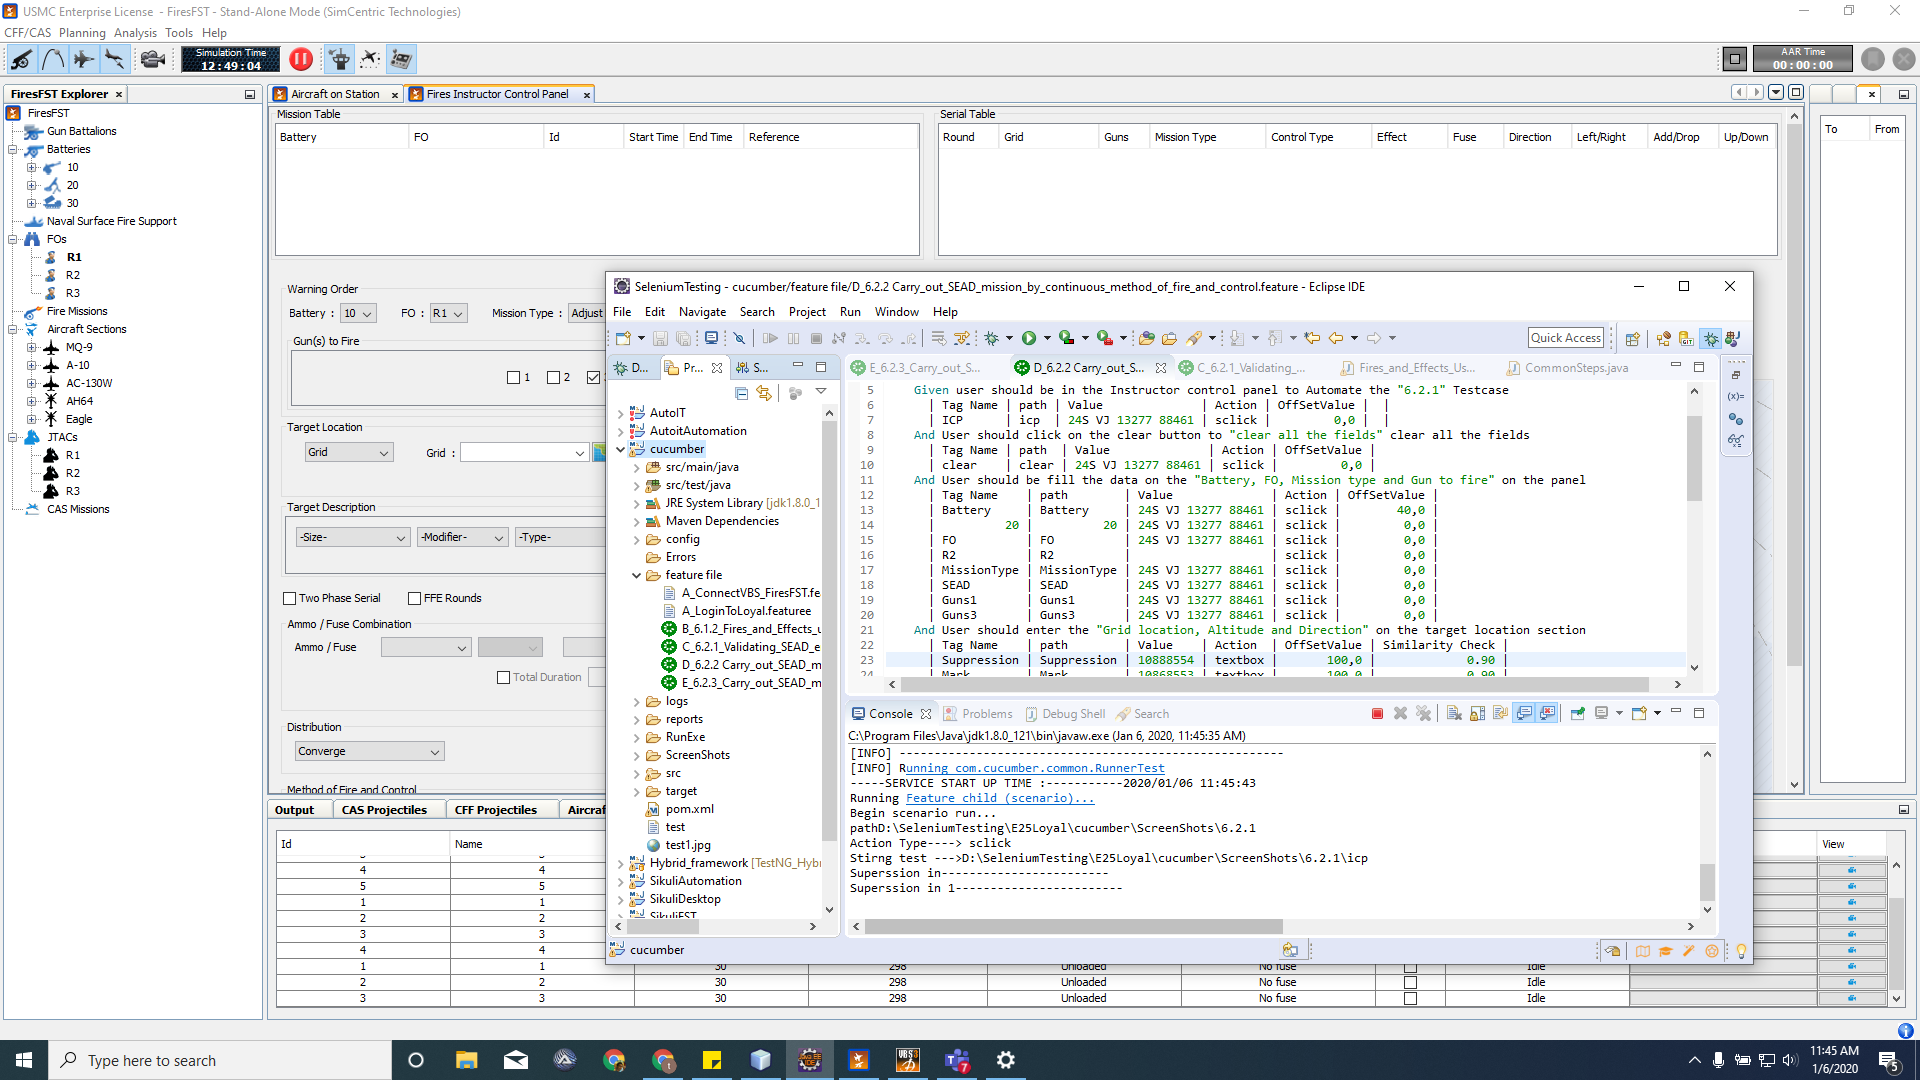 USMC Enterprise License  - FiresFST - Stand-Alone Mode (SimCentric Technologies)
CFF/CAS Planning Analysis Tools Help
Simulation Time
12:49:04
AAR Time
00:00:00
FiresFST Explorer
Aircraft on Station
Fires Instructor Control Panel
FiresFST
Gun Battalions
Batteries
10
20
30
Naval Surface Fire Support
FOs
R1
R2
R3
Fire Missions
Aircraft Sections
MQ-9
A-10
AC-130W
AH64
Eagle
JTACs
R1
R2
R3
CAS Missions
Mission Table
Battery FO Id Start Time End Time Reference
Serial Table
Round Grid Guns Mission Type Control Type Effect Fuse Direction Left/Right Add/Drop Up/Down
To From
Warning Order
Battery : 10 FO : R1 Mission Type : Adjust
Gun(s) to Fire
1 2
Target Location
Grid Grid :
Target Description
-Size- -Modifier- -Type-
Two Phase Serial FFE Rounds
Ammo / Fuse Combination
Ammo / Fuse
Total Duration
Distribution
Converge
Method of Fire and Control
Output CAS Projectiles CFF Projectiles Aircraf
Id Name View
4 4
5 5
1 1
2 2
3 3
4 4
1 1 30 298 Unloaded No fuse Idle
2 2 30 298 Unloaded No fuse Idle
3 3 30 298 Unloaded No fuse Idle
SeleniumTesting - cucumber/feature file/D_6.2.2 Carry_out_SEAD_mission_by_continuous_method_of_fire_and_control.feature - Eclipse IDE
File Edit Navigate Search Project Run Window Help
Quick Access
D... Pr... S...
E_6.2.3_Carry_out_S... D_6.2.2 Carry_out_S... C_6.2.1_Validating_... Fires_and_Effects_Us... CommonSteps.java
AutoIT
AutoitAutomation
cucumber
src/main/java
src/test/java
JRE System Library [jdk1.8.0_1
Maven Dependencies
config
Errors
feature file
A_ConnectVBS_FiresFST.fea
A_LoginToLoyal.featuree
B_6.1.2_Fires_and_Effects_u
C_6.2.1_Validating_SEAD_e
D_6.2.2 Carry_out_SEAD_m
E_6.2.3_Carry_out_SEAD_m
logs
reports
RunExe
ScreenShots
src
target
pom.xml
test
test1.jpg
Hybrid_framework [TestNG_Hybr
SikuliAutomation
SikuliDesktop
SikuliFST
5 Given user should be in the Instructor control panel to Automate the "6.2.1" Testcase
6 | Tag Name | path | Value | Action | OffSetValue | |
7 | ICP | icp | 24S VJ 13277 88461 | sclick | 0,0 |
8 And User should click on the clear button to "clear all the fields" clear all the fields
9 | Tag Name | path | Value | Action | OffSetValue |
10 | clear | clear | 24S VJ 13277 88461 | sclick | 0,0 |
11 And User should be fill the data on the "Battery, FO, Mission type and Gun to fire" on the panel
12 | Tag Name | path | Value | Action | OffSetValue |
13 | Battery | Battery | 24S VJ 13277 88461 | sclick | 40,0 |
14 | 20 | 20 | 24S VJ 13277 88461 | sclick | 0,0 |
15 | FO | FO | 24S VJ 13277 88461 | sclick | 0,0 |
16 | R2 | R2 | | sclick | 0,0 |
17 | MissionType | MissionType | 24S VJ 13277 88461 | sclick | 0,0 |
18 | SEAD | SEAD | 24S VJ 13277 88461 | sclick | 0,0 |
19 | Guns1 | Guns1 | 24S VJ 13277 88461 | sclick | 0,0 |
20 | Guns3 | Guns3 | 24S VJ 13277 88461 | sclick | 0,0 |
21 And User should enter the "Grid location, Altitude and Direction" on the target location section
22 | Tag Name | path | Value | Action | OffSetValue | Similarity Check |
23 | Suppression | Suppression | 10888554 | textbox | 100,0 | 0.90 |
24 | Mark | Mark | 10868553 | textbox | 100,0 | 0.90 |
Console Problems Debug Shell Search
C:\Program Files\Java\jdk1.8.0_121\bin\javaw.exe (Jan 6, 2020, 11:45:35 AM)
[INFO] -------------------------------------------------------
[INFO] Running com.cucumber.common.RunnerTest
-----SERVICE START UP TIME :-----------2020/01/06 11:45:43
Running Feature child (scenario)...
Begin scenario run...
pathD:\SeleniumTesting\E25Loyal\cucumber\ScreenShots\6.2.1
Action Type----> sclick
Stirng test --->D:\SeleniumTesting\E25Loyal\cucumber\ScreenShots\6.2.1\icp
Superssion in------------------------
Superssion in 1------------------------
cucumber
Type here to search
11:45 AM
1/6/2020